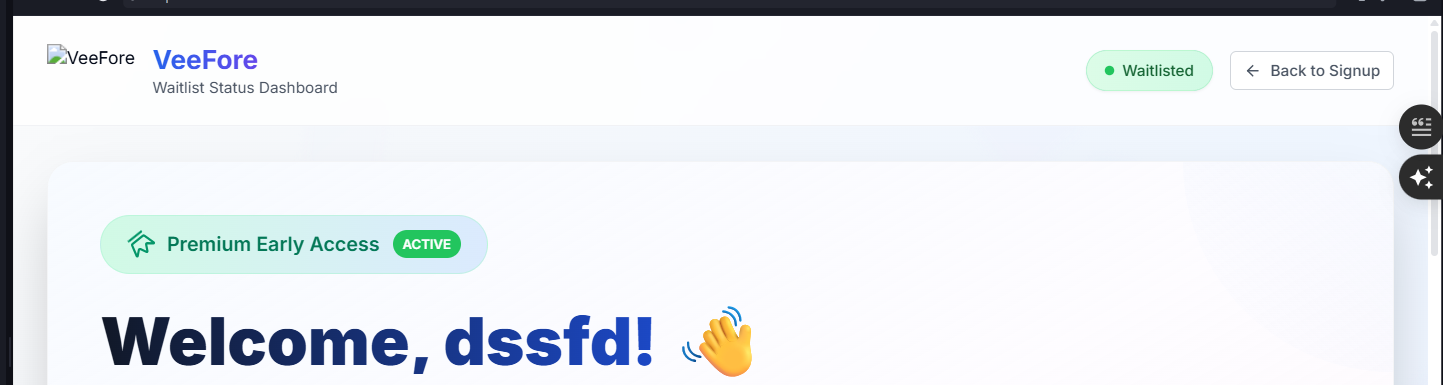 VeeFore
VeeFore
Waitlist Status Dashboard
Waitlisted
Back to Signup
Premium Early Access
ACTIVE
Welcome, dssfd!